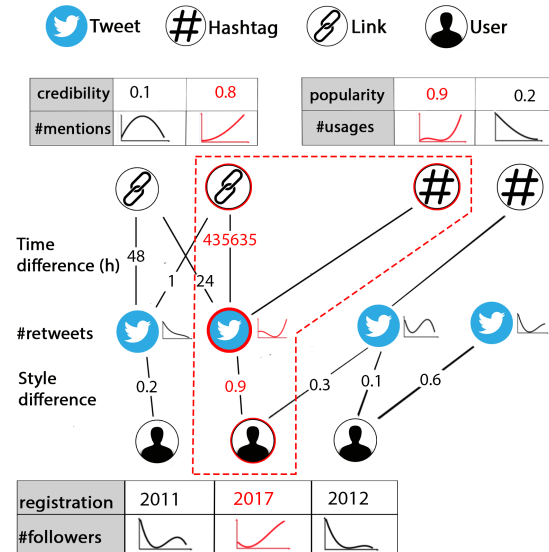 Tweet Hashtag Link User
credibility 0.1 0.8
#mentions
popularity 0.9 0.2
#usages
Time
difference (h)
435635
48
1 24
#retweets
Style
difference
0.2 0.9 0.3 0.1 0.6
registration 2011 2017 2012
#followers